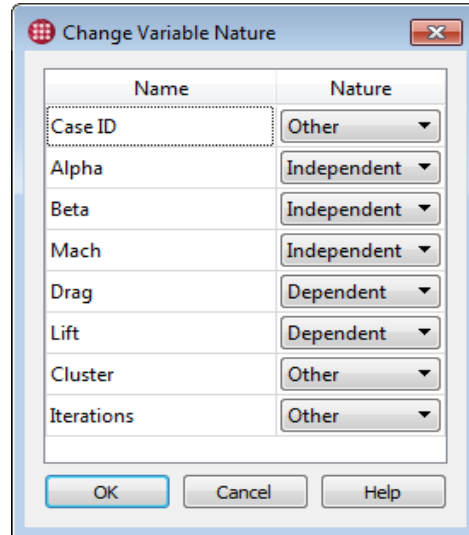 Change Variable Nature
Name Nature
Case ID Other
Alpha Independent
Beta Independent
Mach Independent
Drag Dependent
Lift Dependent
Cluster Other
Iterations Other
OK Cancel Help